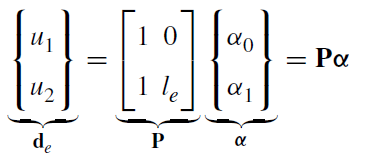 {u₁ u₂} = [1 0 1 lₑ] {α₀ α₁} = Pα
dₑ P α